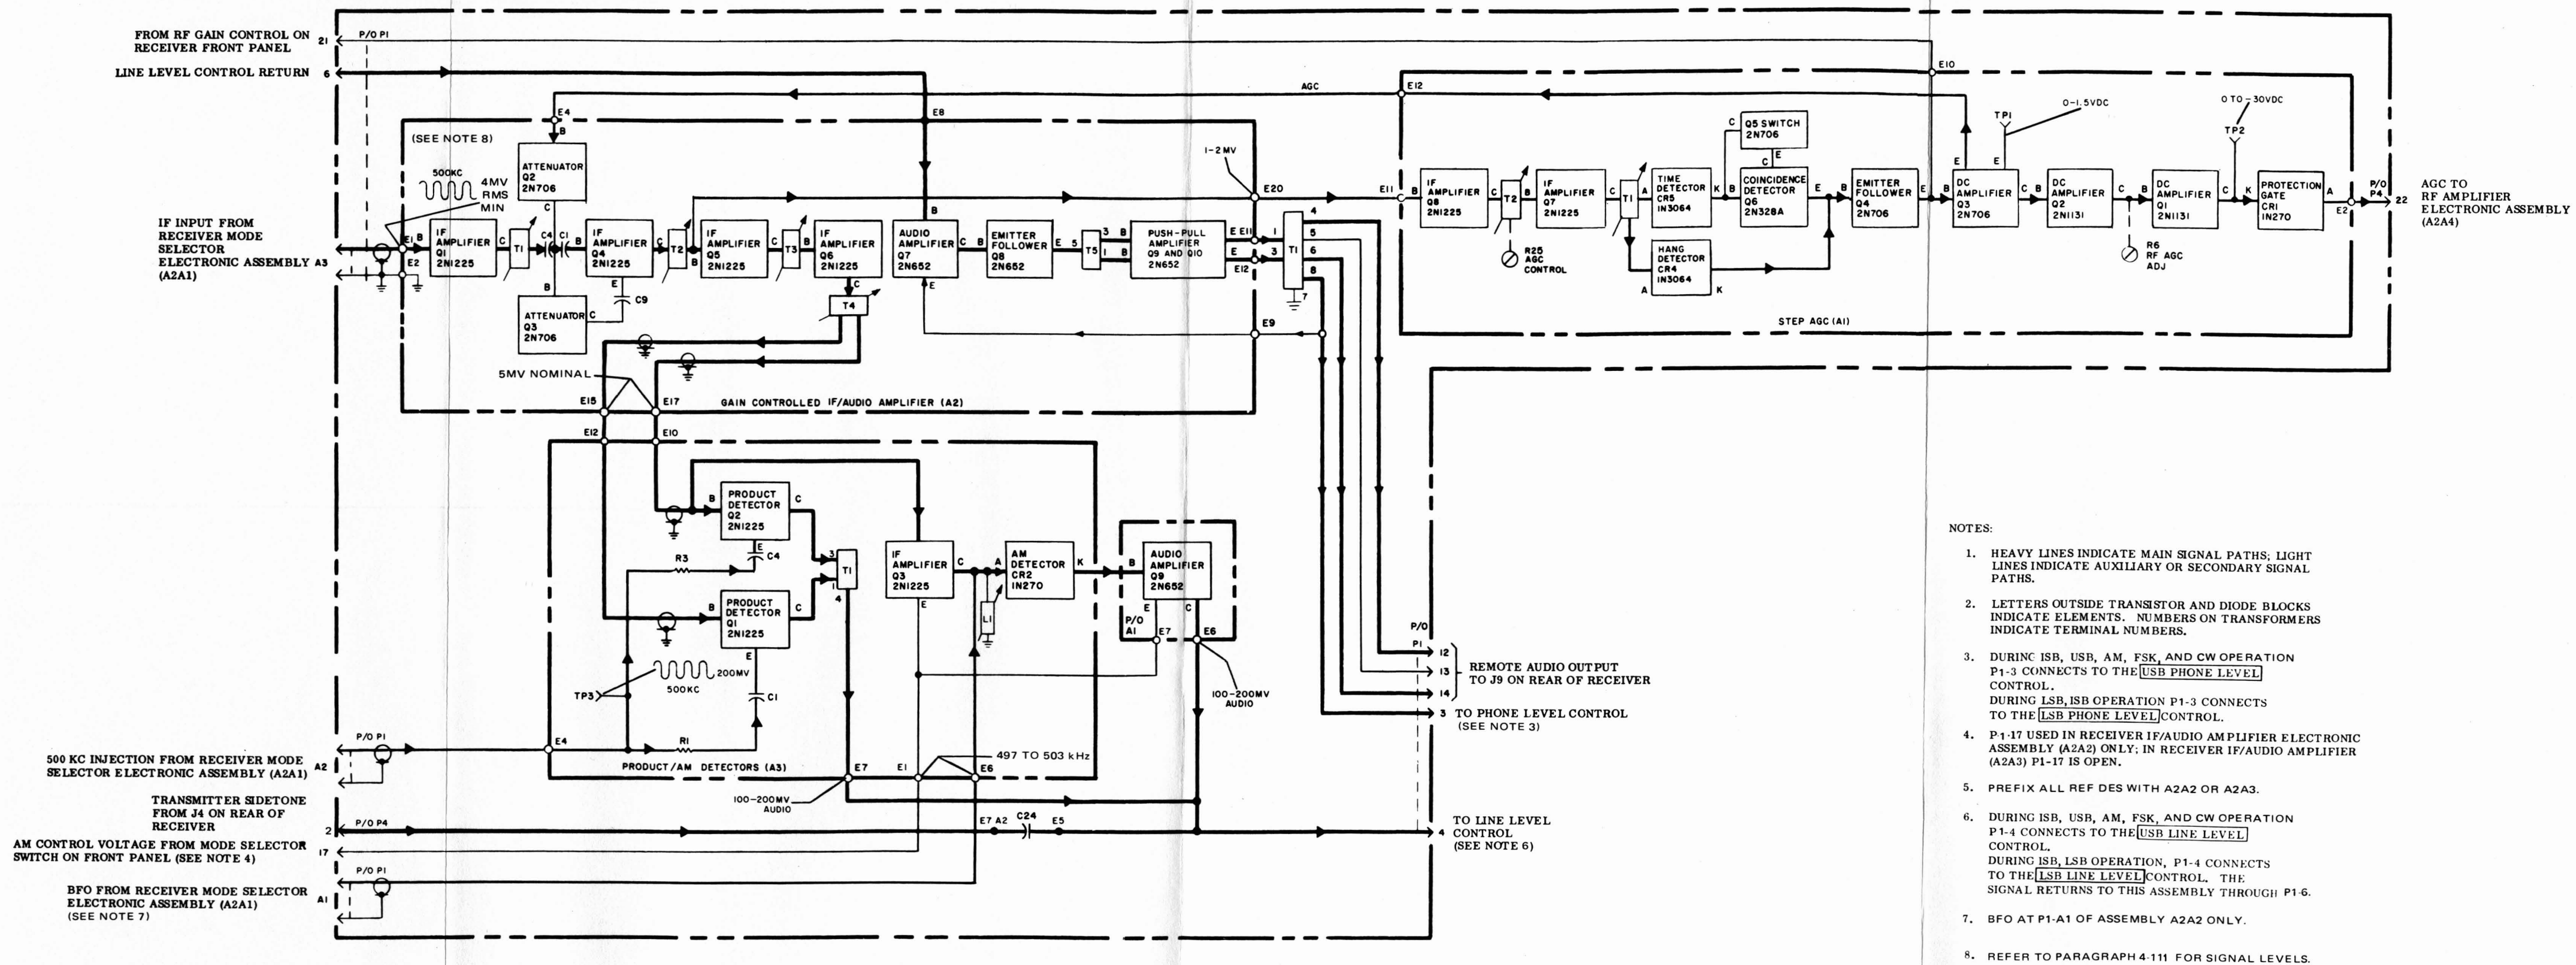 FROM RF GAIN CONTROL ON
RECEIVER FRONT PANEL
21
P/O P1
LINE LEVEL CONTROL RETURN
6
IF INPUT FROM
RECEIVER MODE
SELECTOR
ELECTRONIC ASSEMBLY
(A2A1)
A3
(SEE NOTE 8)
500KC
4MV
RMS
MIN
E1
B
E2
IF
AMPLIFIER
Q1
2N1225
C
T1
C4
C1
B
E4
B
ATTENUATOR
Q2
2N706
C
B
ATTENUATOR
Q3
2N706
C
C9
E
IF
AMPLIFIER
Q4
2N1225
C
T2
B
IF
AMPLIFIER
Q5
2N1225
C
T3
B
IF
AMPLIFIER
Q6
2N1225
C
T4
E8
B
AUDIO
AMPLIFIER
Q7
2N652
E
C
B
EMITTER
FOLLOWER
Q8
2N652
E
5
T5
3
1
B
B
PUSH-PULL
AMPLIFIER
Q9 AND Q10
2N652
E
E11
E
E12
1
3
T1
4
5
6
8
7
1-2 MV
E20
E9
AGC
E12
5MV NOMINAL
E15
E17
GAIN CONTROLLED IF/AUDIO AMPLIFIER (A2)
E11
B
IF
AMPLIFIER
Q8
2N1225
C
T2
B
R25
AGC
CONTROL
IF
AMPLIFIER
Q7
2N1225
C
T1
A
TIME
DETECTOR
CR5
IN3064
K
B
C
Q5 SWITCH
2N706
E
C
COINCIDENCE
DETECTOR
Q6
2N328A
E
B
HANG
DETECTOR
CR4
IN3064
A
K
EMITTER
FOLLOWER
Q4
2N706
E
B
E10
DC
AMPLIFIER
Q3
2N706
E
E
TP1
0-1.5VDC
C
B
DC
AMPLIFIER
Q2
2N1131
C
B
R6
RF AGC
ADJ
DC
AMPLIFIER
Q1
2N1131
C
K
TP2
0 TO -30VDC
PROTECTION
GATE
CR1
IN270
A
E2
P/O
P4
22
AGC TO
RF AMPLIFIER
ELECTRONIC ASSEMBLY
(A2A4)
STEP AGC (A1)
E12
E10
PRODUCT
DETECTOR
Q2
2N1225
B
C
E
C4
R3
PRODUCT
DETECTOR
Q1
2N1225
B
C
E
C1
R1
TP3
200MV
500KC
3
1
T1
4
IF
AMPLIFIER
Q3
2N1225
C
E
L1
A
AM
DETECTOR
CR2
1N270
K
B
AUDIO
AMPLIFIER
Q9
2N652
E
C
P/O
A1
E7
E6
100-200MV
AUDIO
E4
PRODUCT/AM DETECTORS (A3)
E7
E1
E6
497 TO 503 kHz
100-200MV
AUDIO
P/O P1
500 KC INJECTION FROM RECEIVER MODE
SELECTOR ELECTRONIC ASSEMBLY (A2A1)
A2
TRANSMITTER SIDETONE
FROM J4 ON REAR OF
RECEIVER
2
P/O P4
E7 A2
C24
E5
AM CONTROL VOLTAGE FROM MODE SELECTOR
SWITCH ON FRONT PANEL (SEE NOTE 4)
17
P/O P1
BFO FROM RECEIVER MODE SELECTOR
ELECTRONIC ASSEMBLY (A2A1)
(SEE NOTE 7)
A1
P/O
P1
12
13
14
REMOTE AUDIO OUTPUT
TO J9 ON REAR OF RECEIVER
3
TO PHONE LEVEL CONTROL
(SEE NOTE 3)
4
TO LINE LEVEL
CONTROL
(SEE NOTE 6)
NOTES:
1. HEAVY LINES INDICATE MAIN SIGNAL PATHS; LIGHT
LINES INDICATE AUXILIARY OR SECONDARY SIGNAL
PATHS.
2. LETTERS OUTSIDE TRANSISTOR AND DIODE BLOCKS
INDICATE ELEMENTS. NUMBERS ON TRANSFORMERS
INDICATE TERMINAL NUMBERS.
3. DURING ISB, USB, AM, FSK, AND CW OPERATION
P1-3 CONNECTS TO THE USB PHONE LEVEL
CONTROL.
DURING LSB, ISB OPERATION P1-3 CONNECTS
TO THE LSB PHONE LEVEL CONTROL.
4. P-1-17 USED IN RECEIVER IF/AUDIO AMPLIFIER ELECTRONIC
ASSEMBLY (A2A2) ONLY; IN RECEIVER IF/AUDIO AMPLIFIER
(A2A3) P1-17 IS OPEN.
5. PREFIX ALL REF DES WITH A2A2 OR A2A3.
6. DURING ISB, USB, AM, FSK, AND CW OPERATION
P1-4 CONNECTS TO THE USB LINE LEVEL
CONTROL.
DURING ISB, LSB OPERATION, P1-4 CONNECTS
TO THE LSB LINE LEVEL CONTROL. THE
SIGNAL RETURNS TO THIS ASSEMBLY THROUGH P1-6.
7. BFO AT P1-A1 OF ASSEMBLY A2A2 ONLY.
8. REFER TO PARAGRAPH 4-111 FOR SIGNAL LEVELS.